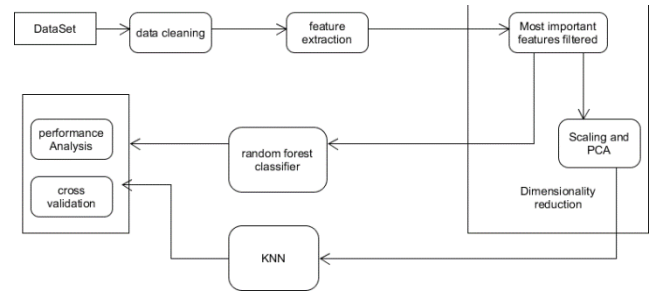 DataSet
data cleaning
feature
extraction
Most important
features filtered
Scaling and
PCA
Dimensionality
reduction
performance
Analysis
cross
validation
random forest
classifier
KNN